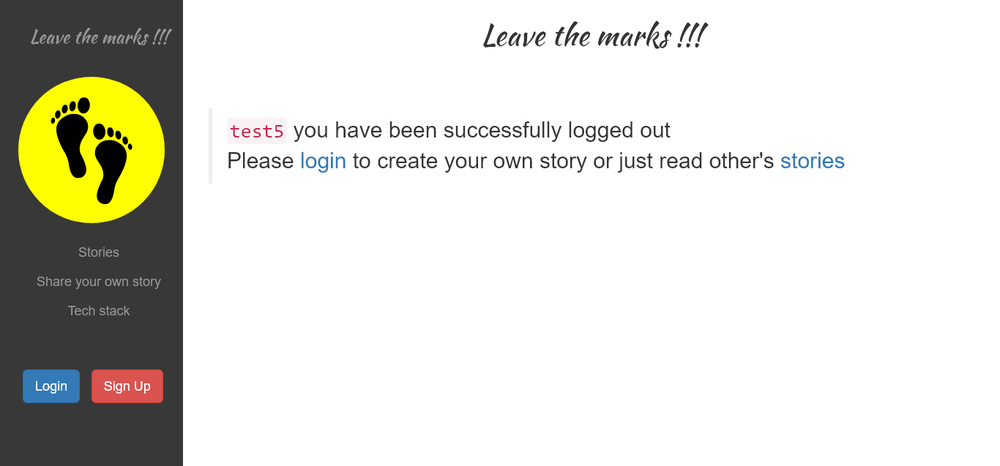 Leave the marks !!!
Stories
Share your own story
Tech stack
Login
Sign Up
Leave the marks !!!
test5 you have been successfully logged out
Please login to create your own story or just read other's stories